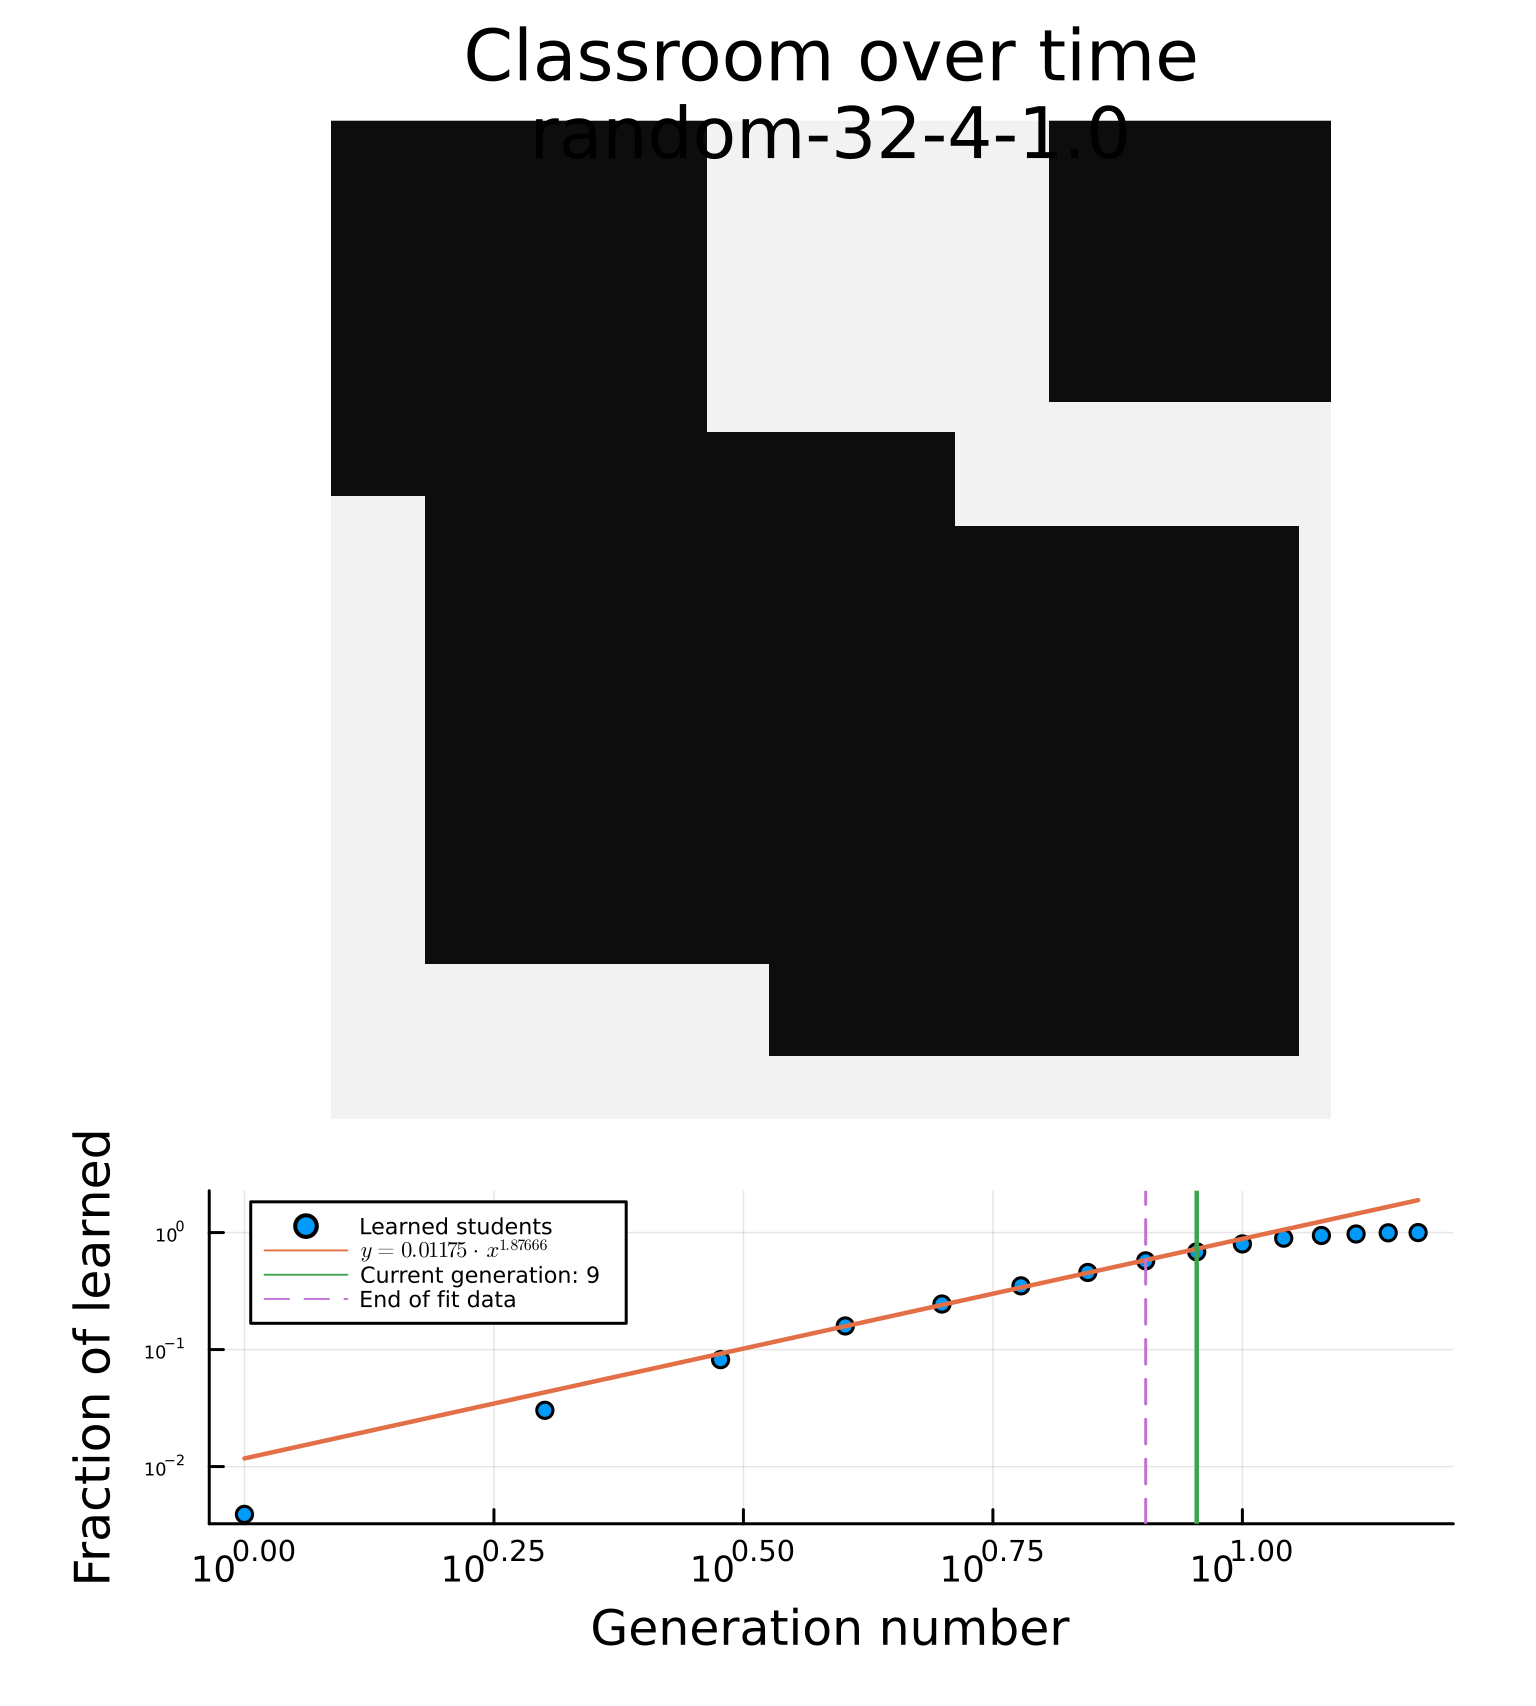 Classroom over time
random-32-4-1.0
Fraction of learned
10⁰
10⁻¹
10⁻²
Learned students
y = 0.01175 · x^1.87666
Current generation: 9
End of fit data
10^0.00 10^0.25 10^0.50 10^0.75 10^1.00
Generation number